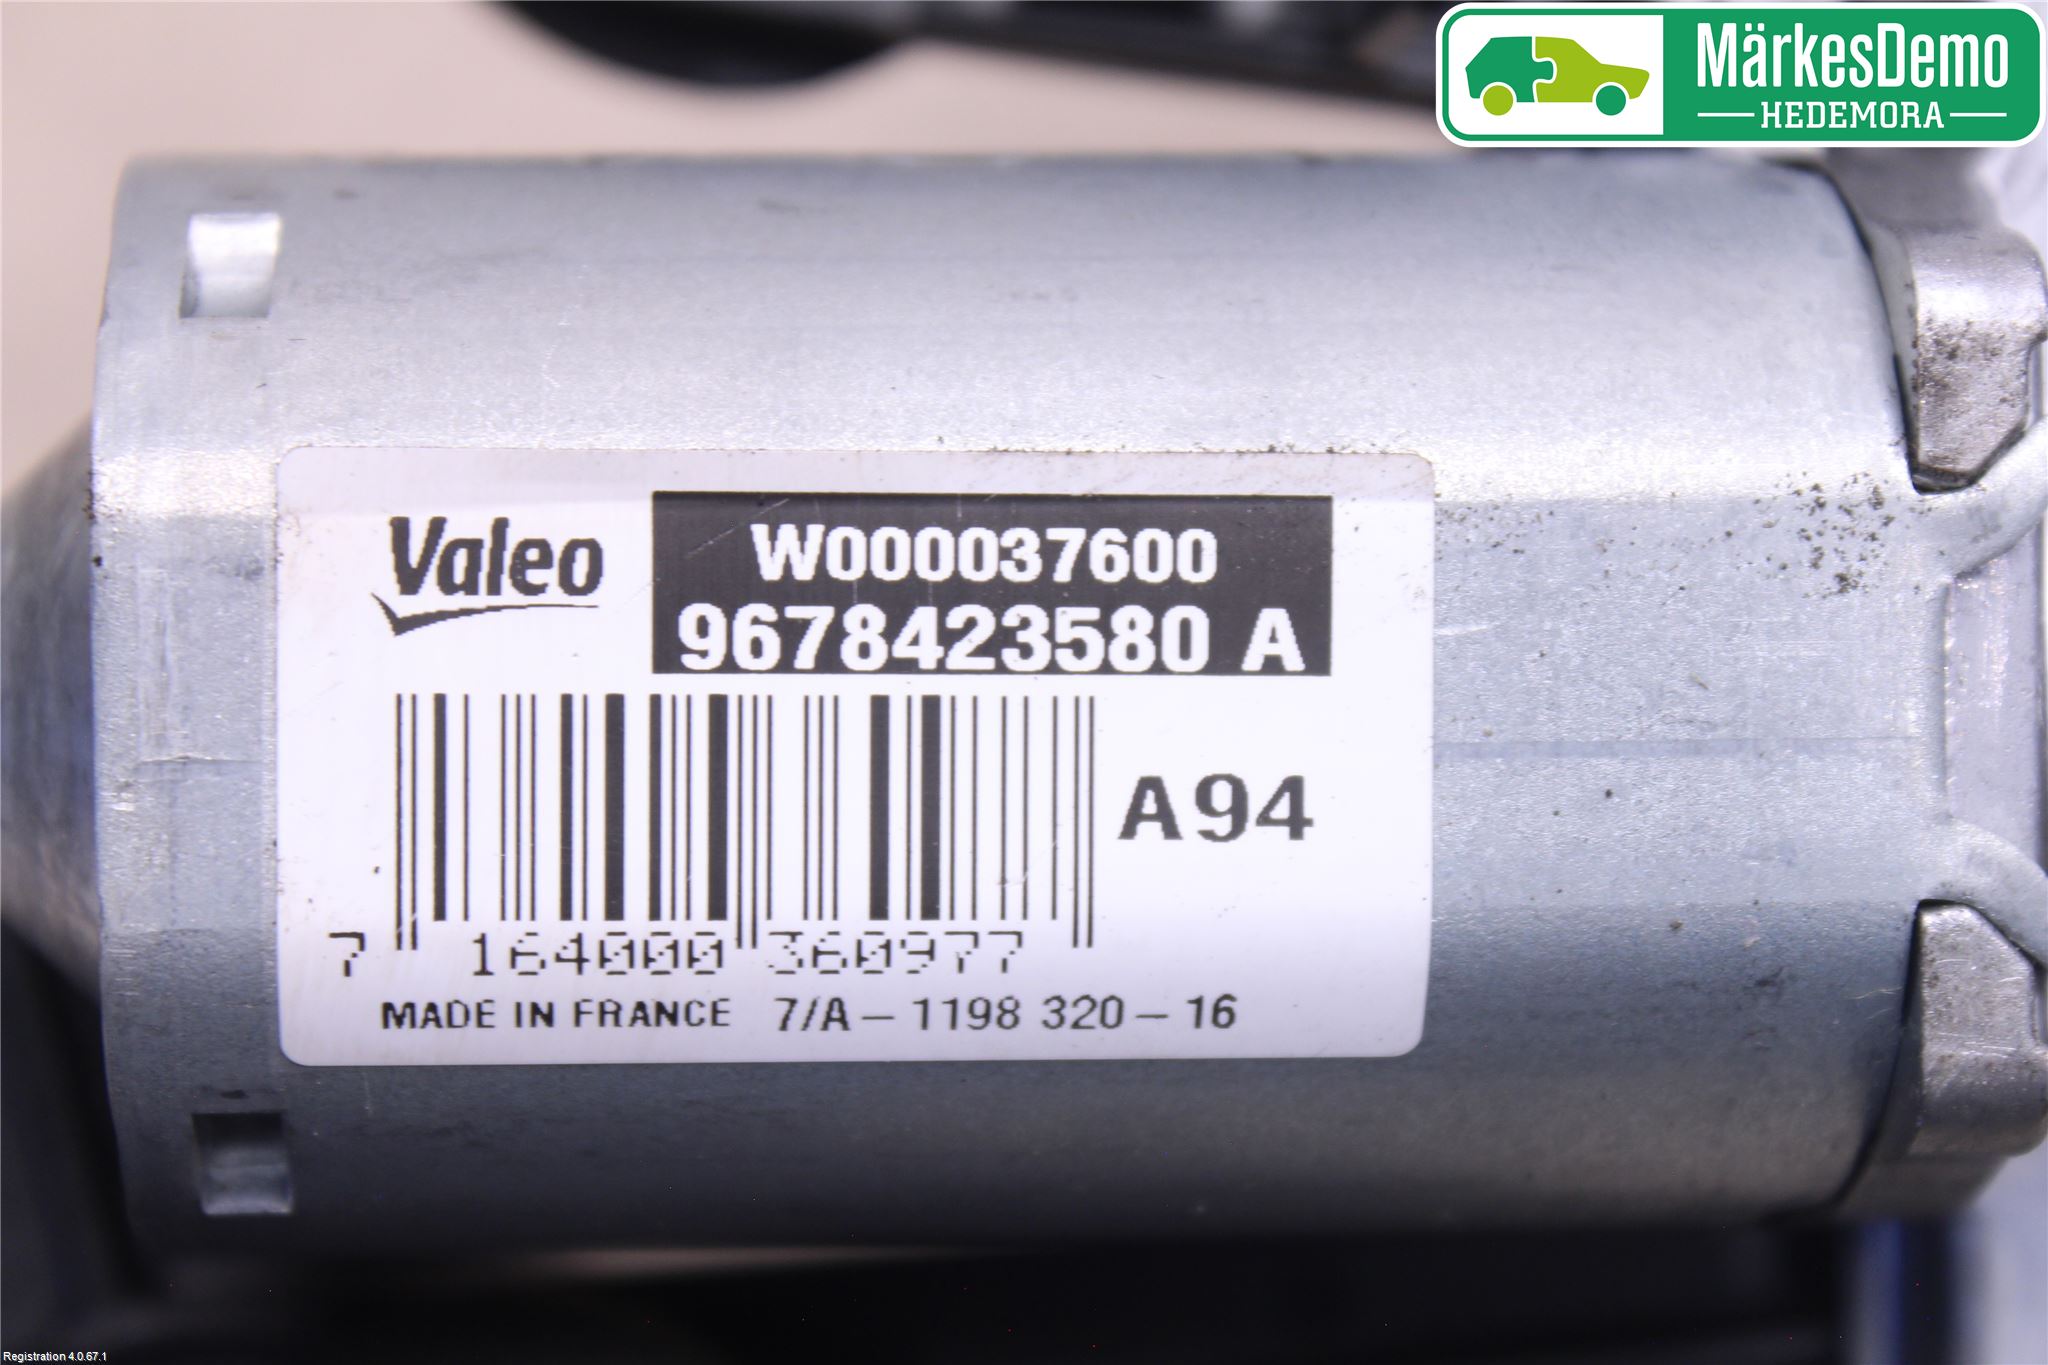 MärkesDemo
HEDEMORA
Valeo
W000037600
9678423580 A
A94
7 164000 360977
MADE IN FRANCE 7/A - 1198 320 - 16
Registration 4.0.67.1